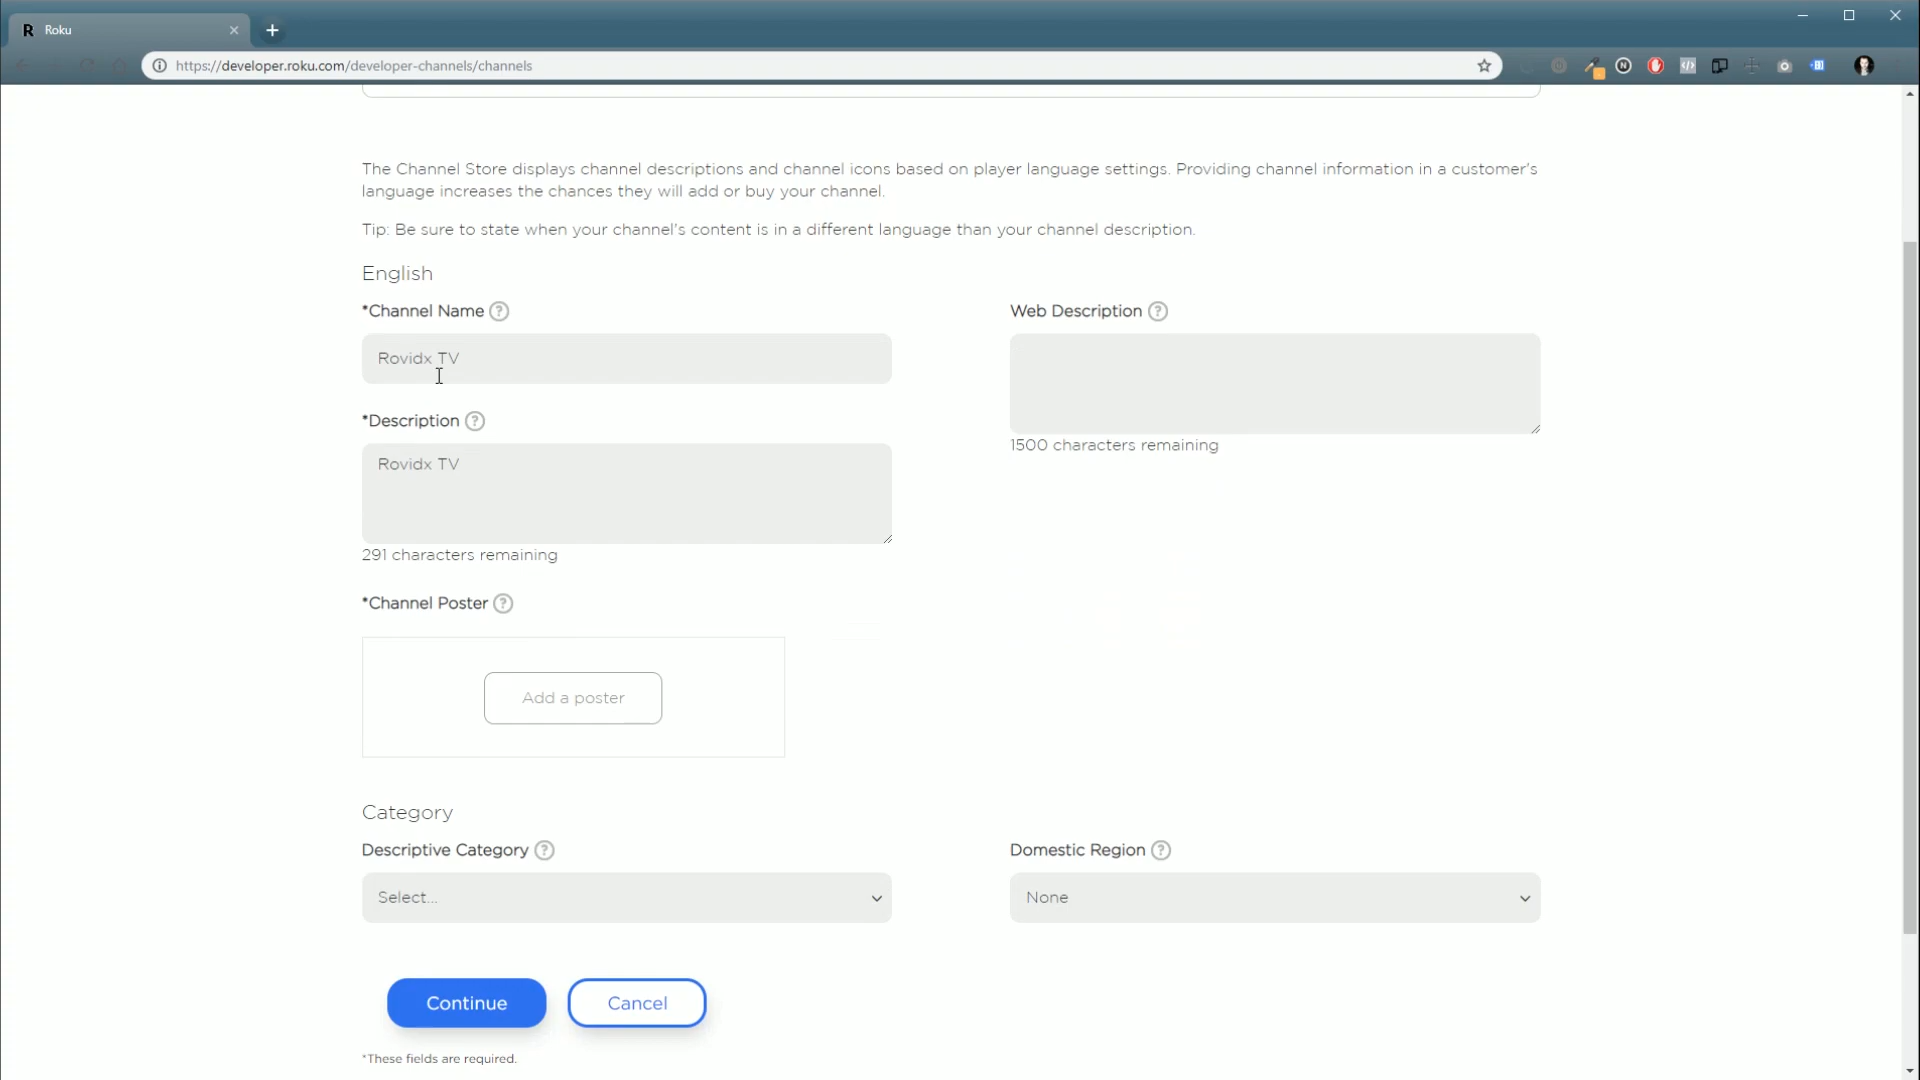 Roku
https://developer.roku.com/developer-channels/channels
The Channel Store displays channel descriptions and channel icons based on player language settings. Providing channel information in a customer's
language increases the chances they will add or buy your channel.
Tip: Be sure to state when your channel's content is in a different language than your channel description.
English
*Channel Name ?
Web Description ?
Rovidx TV
1500 characters remaining
*Description ?
Rovidx TV
291 characters remaining
*Channel Poster ?
Add a poster
Category
Descriptive Category ?
Domestic Region ?
Select...
None
Continue
Cancel
*These fields are required.